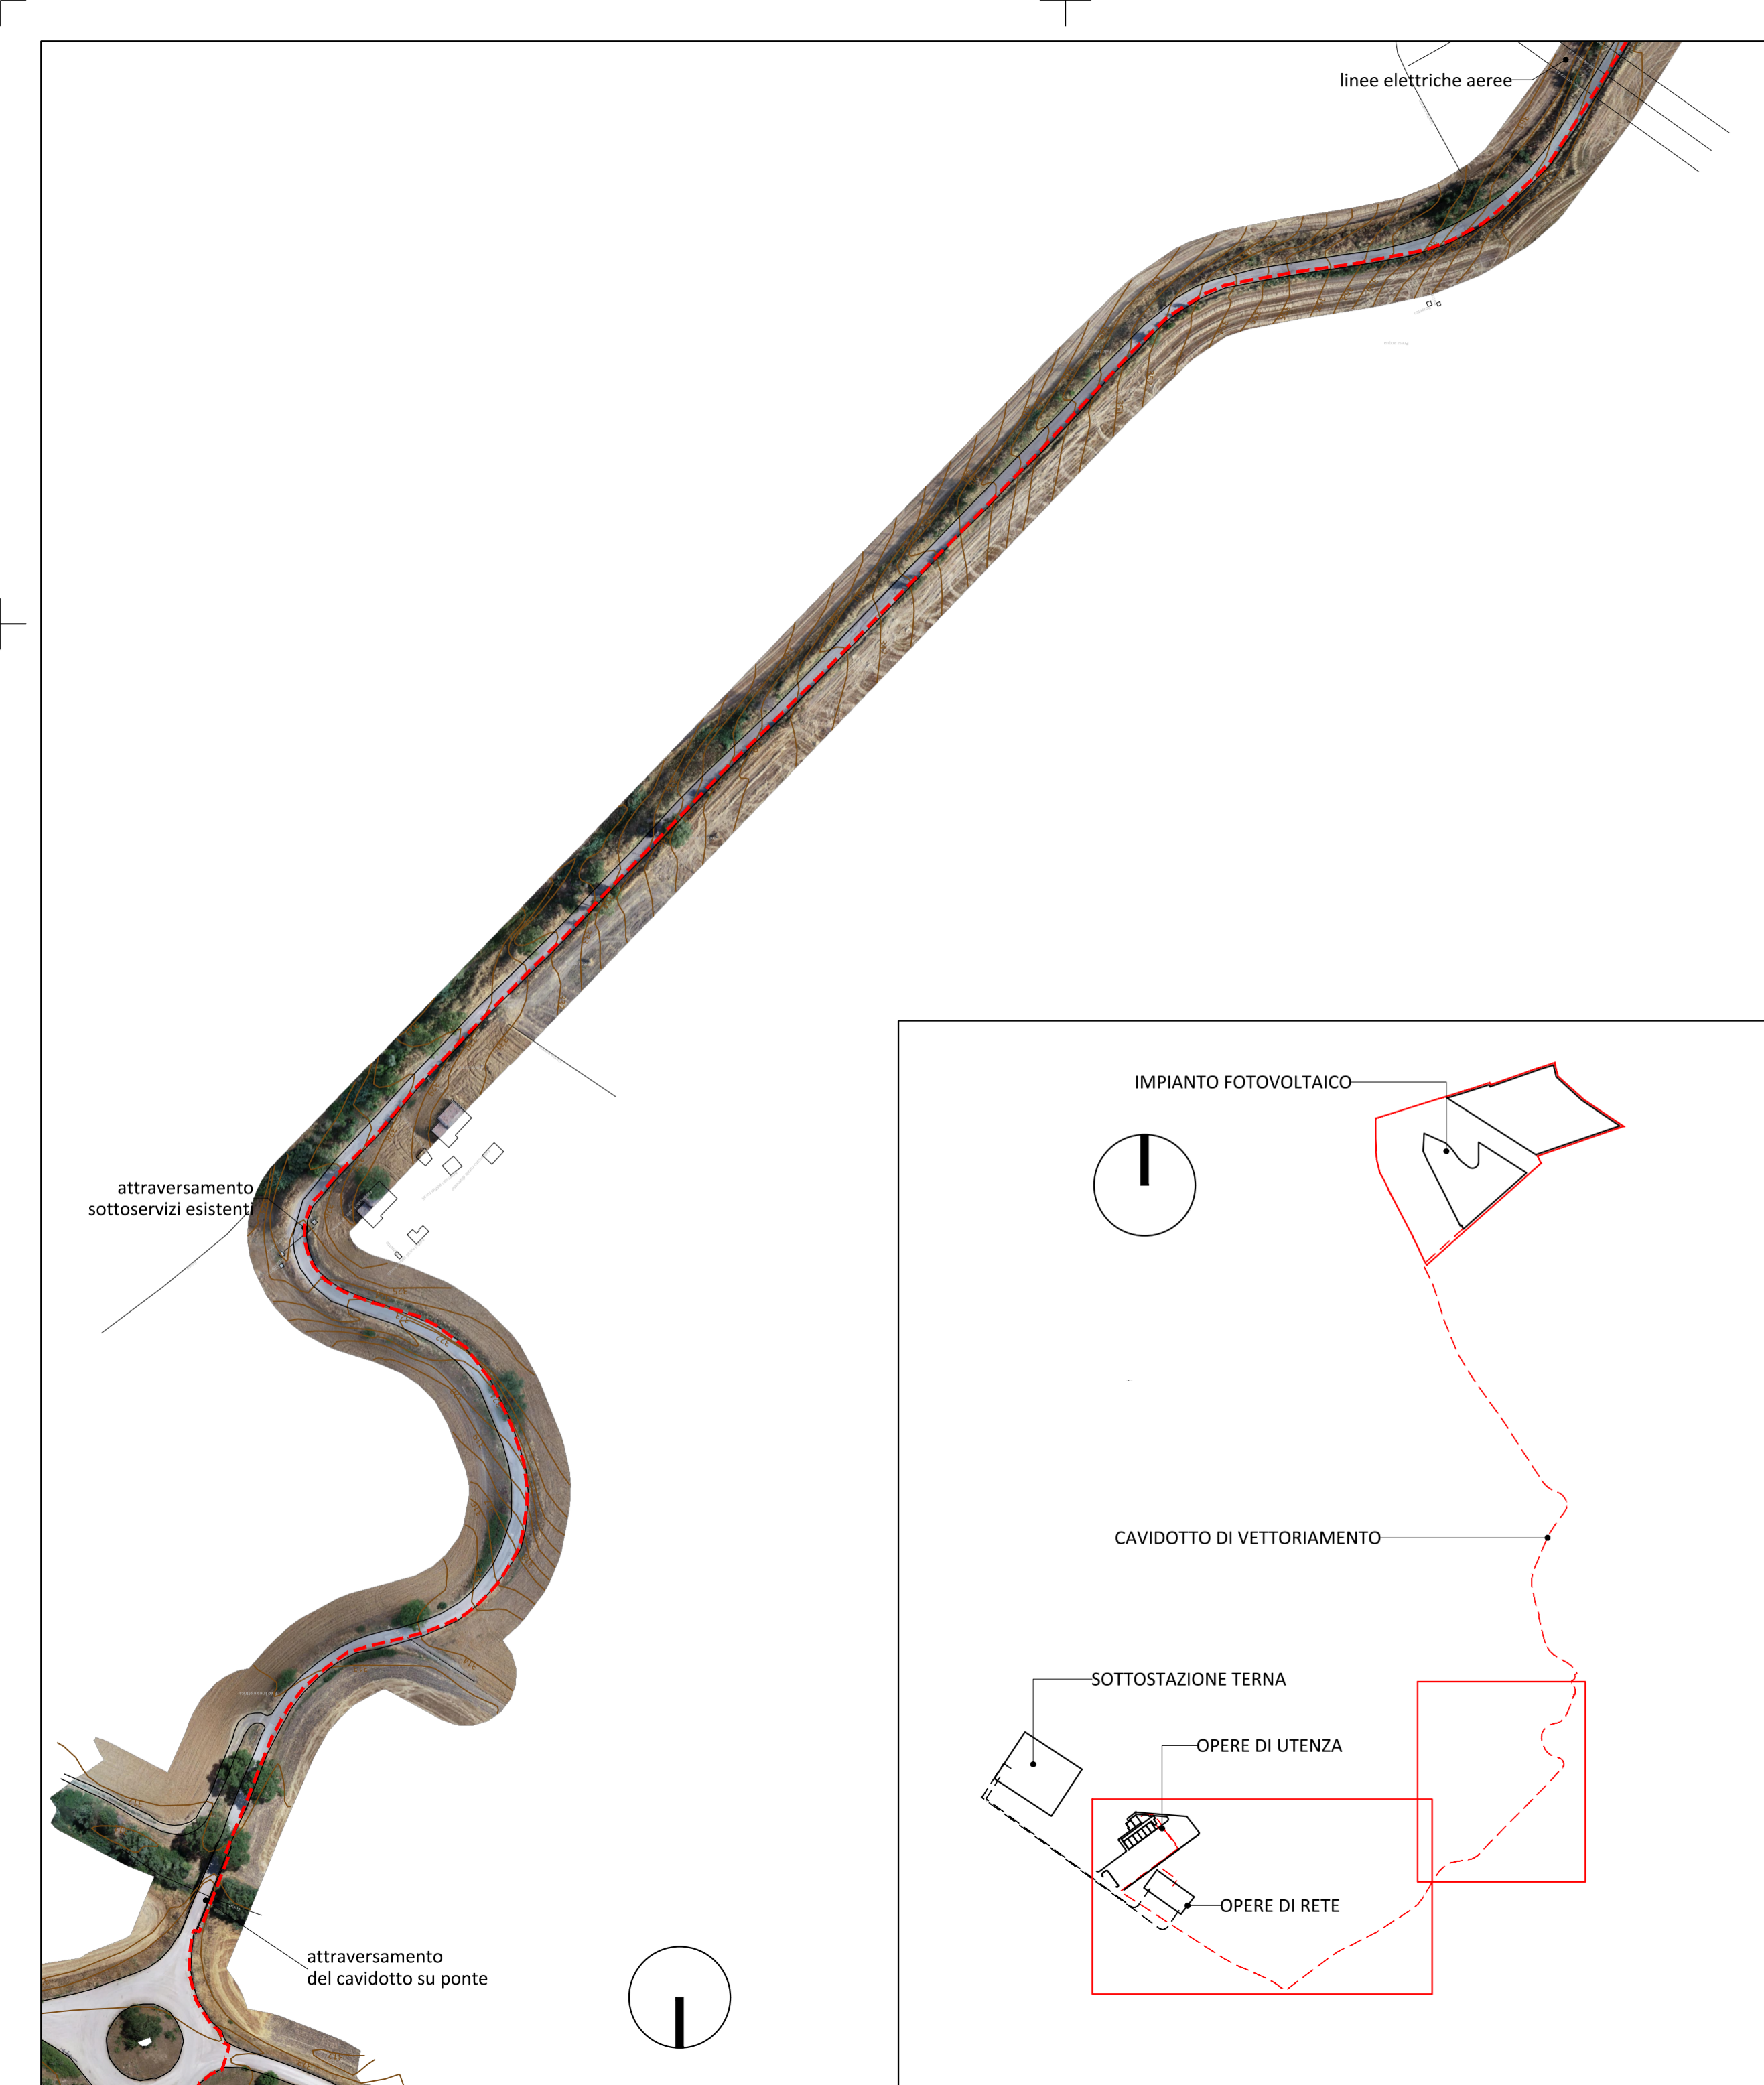 linee elettriche aeree
IMPIANTO FOTOVOLTAICO
attraversamento
sottoservizi esistenti
CAVIDOTTO DI VETTORIAMENTO
SOTTOSTAZIONE TERNA
OPERE DI UTENZA
OPERE DI RETE
attraversamento
del cavidotto su ponte